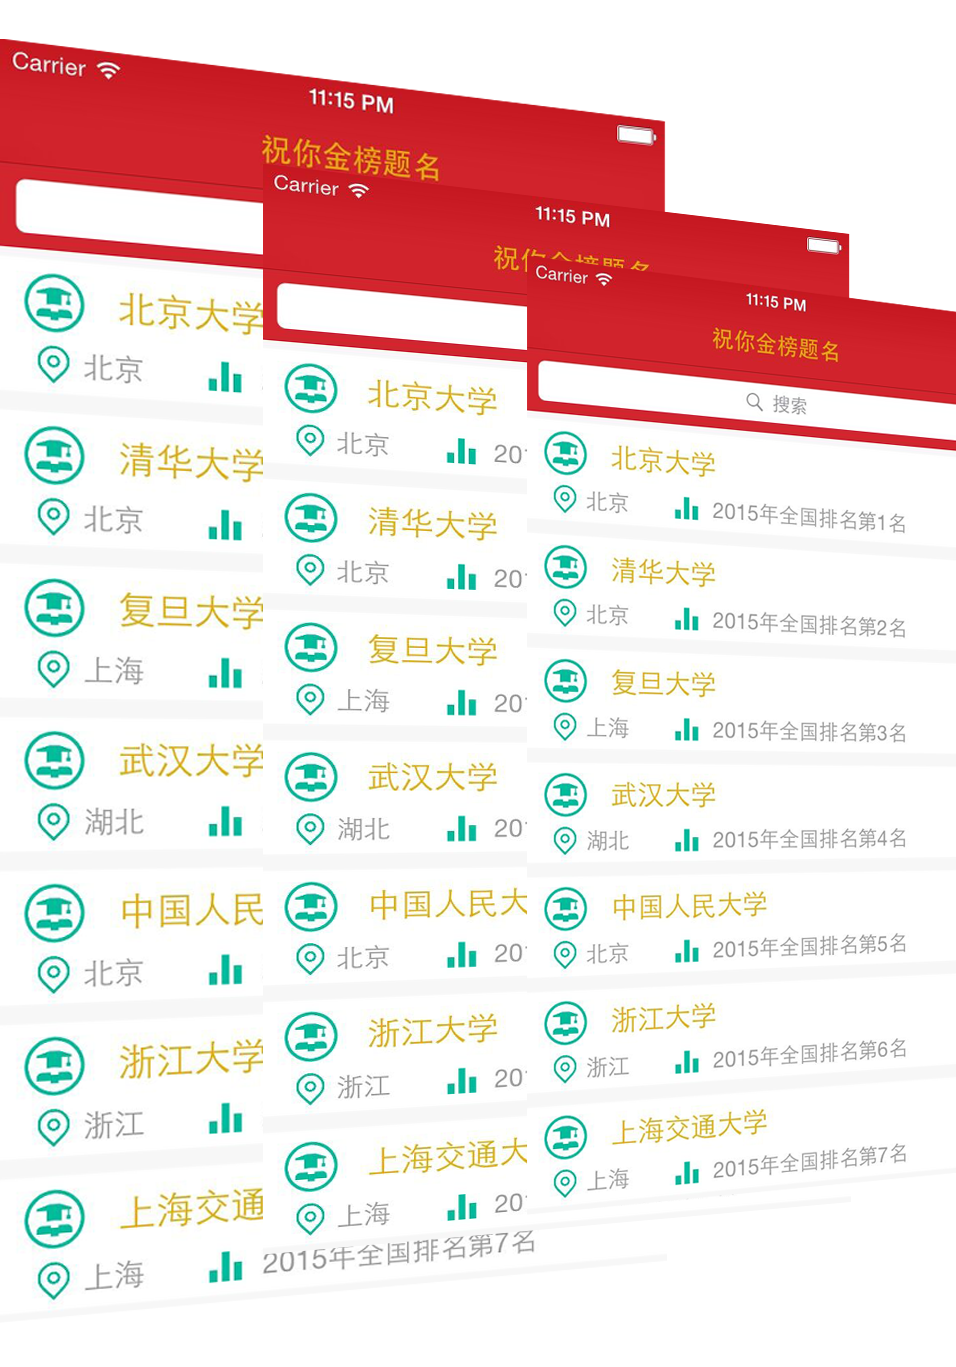 Carrier
11:15 PM
祝你金榜题名
北京大学
北京
清华大学
北京
复旦大学
上海
武汉大学
湖北
中国人民
北京
浙江大学
浙江
上海交通
上海
2015年全国排名第7名
Carrier
11:15 PM
祝你金榜题名
北京大学
北京 201
清华大学
北京 201
复旦大学
上海 201
武汉大学
湖北 201
中国人民大
北京 201
浙江大学
浙江 201
上海交通大
上海 201
Carrier
11:15 PM
祝你金榜题名
搜索
北京大学
北京 2015年全国排名第1名
清华大学
北京 2015年全国排名第2名
复旦大学
上海 2015年全国排名第3名
武汉大学
湖北 2015年全国排名第4名
中国人民大学
北京 2015年全国排名第5名
浙江大学
浙江 2015年全国排名第6名
上海交通大学
上海 2015年全国排名第7名